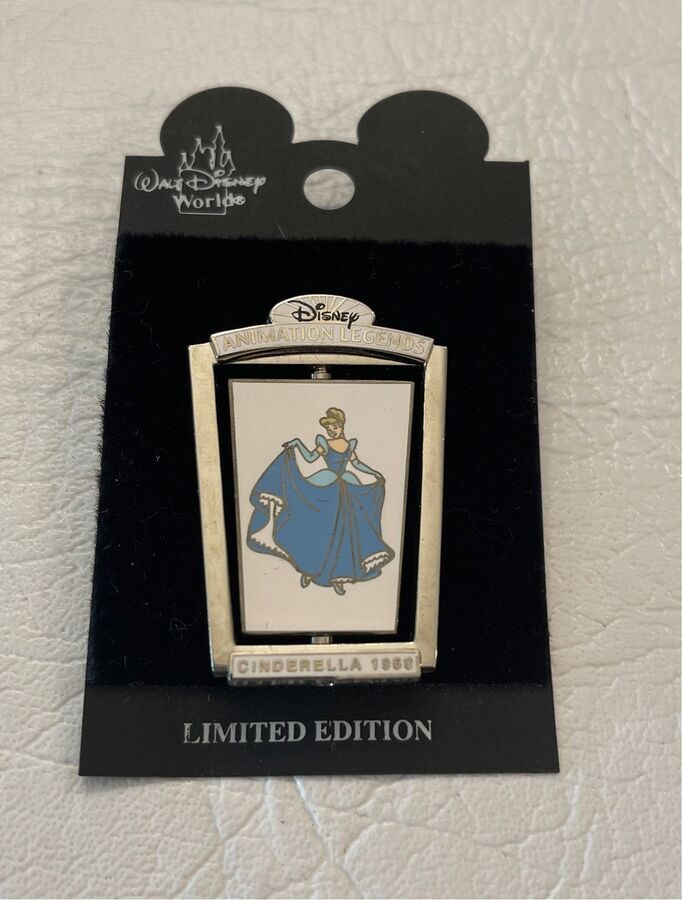 WALT DISNEY
World®
DISNEY
ANIMATION LEGENDS
CINDERELLA 1950
LIMITED EDITION